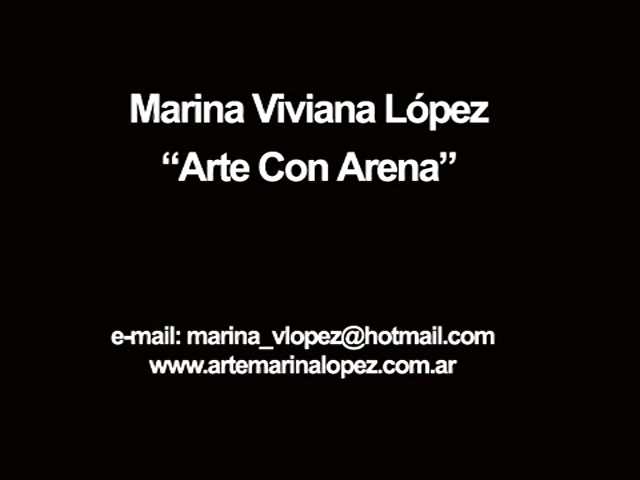 Marina Viviana López
“Arte Con Arena”
e-mail: marina_vlopez@hotmail.com
www.artemarinalopez.com.ar